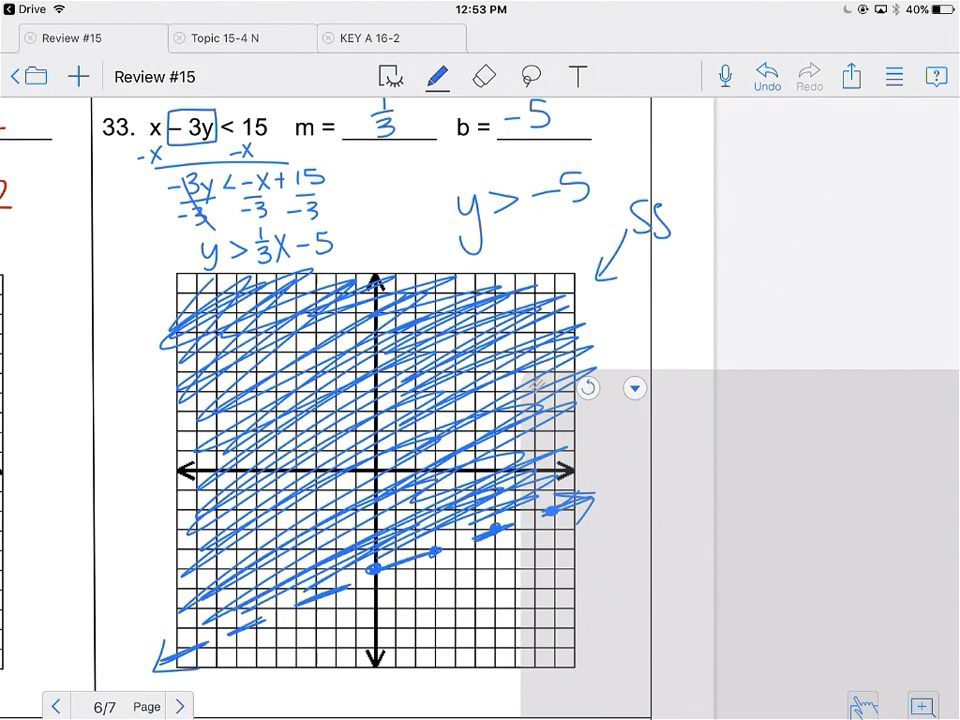 Drive 12:53 PM 40%
Review #15 Topic 15-4 N KEY A 16-2
Review #15 T Undo Redo ?
33. x – 3y < 15 m = 1/3 b = -5
-x -x
-3y < -x + 15
-3 -3 -3
y > 1/3x - 5
y > -5
SS
2
6/7 Page